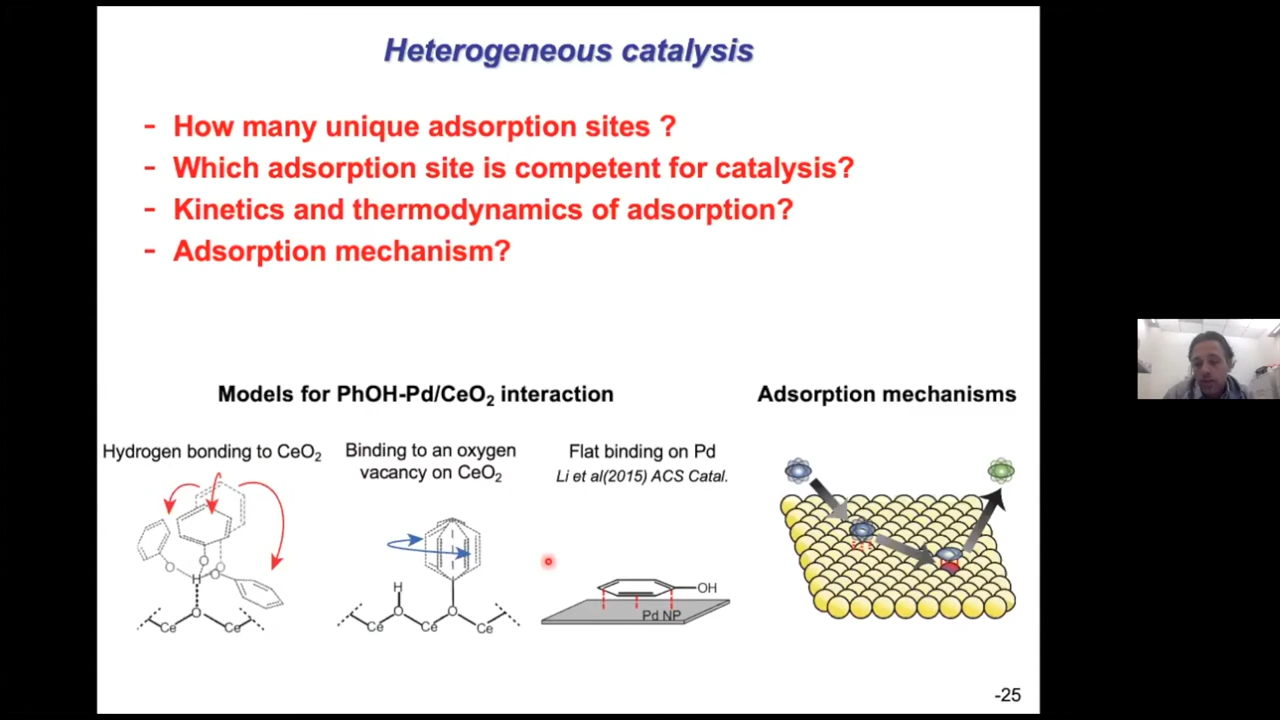 Heterogeneous catalysis
- How many unique adsorption sites ?
- Which adsorption site is competent for catalysis?
- Kinetics and thermodynamics of adsorption?
- Adsorption mechanism?
Models for PhOH-Pd/CeO₂ interaction
Hydrogen bonding to CeO₂
O
O
H
O
O
Ce
Ce
Binding to an oxygen
vacancy on CeO₂
H
O
O
Ce
Ce
Ce
Flat binding on Pd
Li et al(2015) ACS Catal.
OH
Pd NP
Adsorption mechanisms
-25